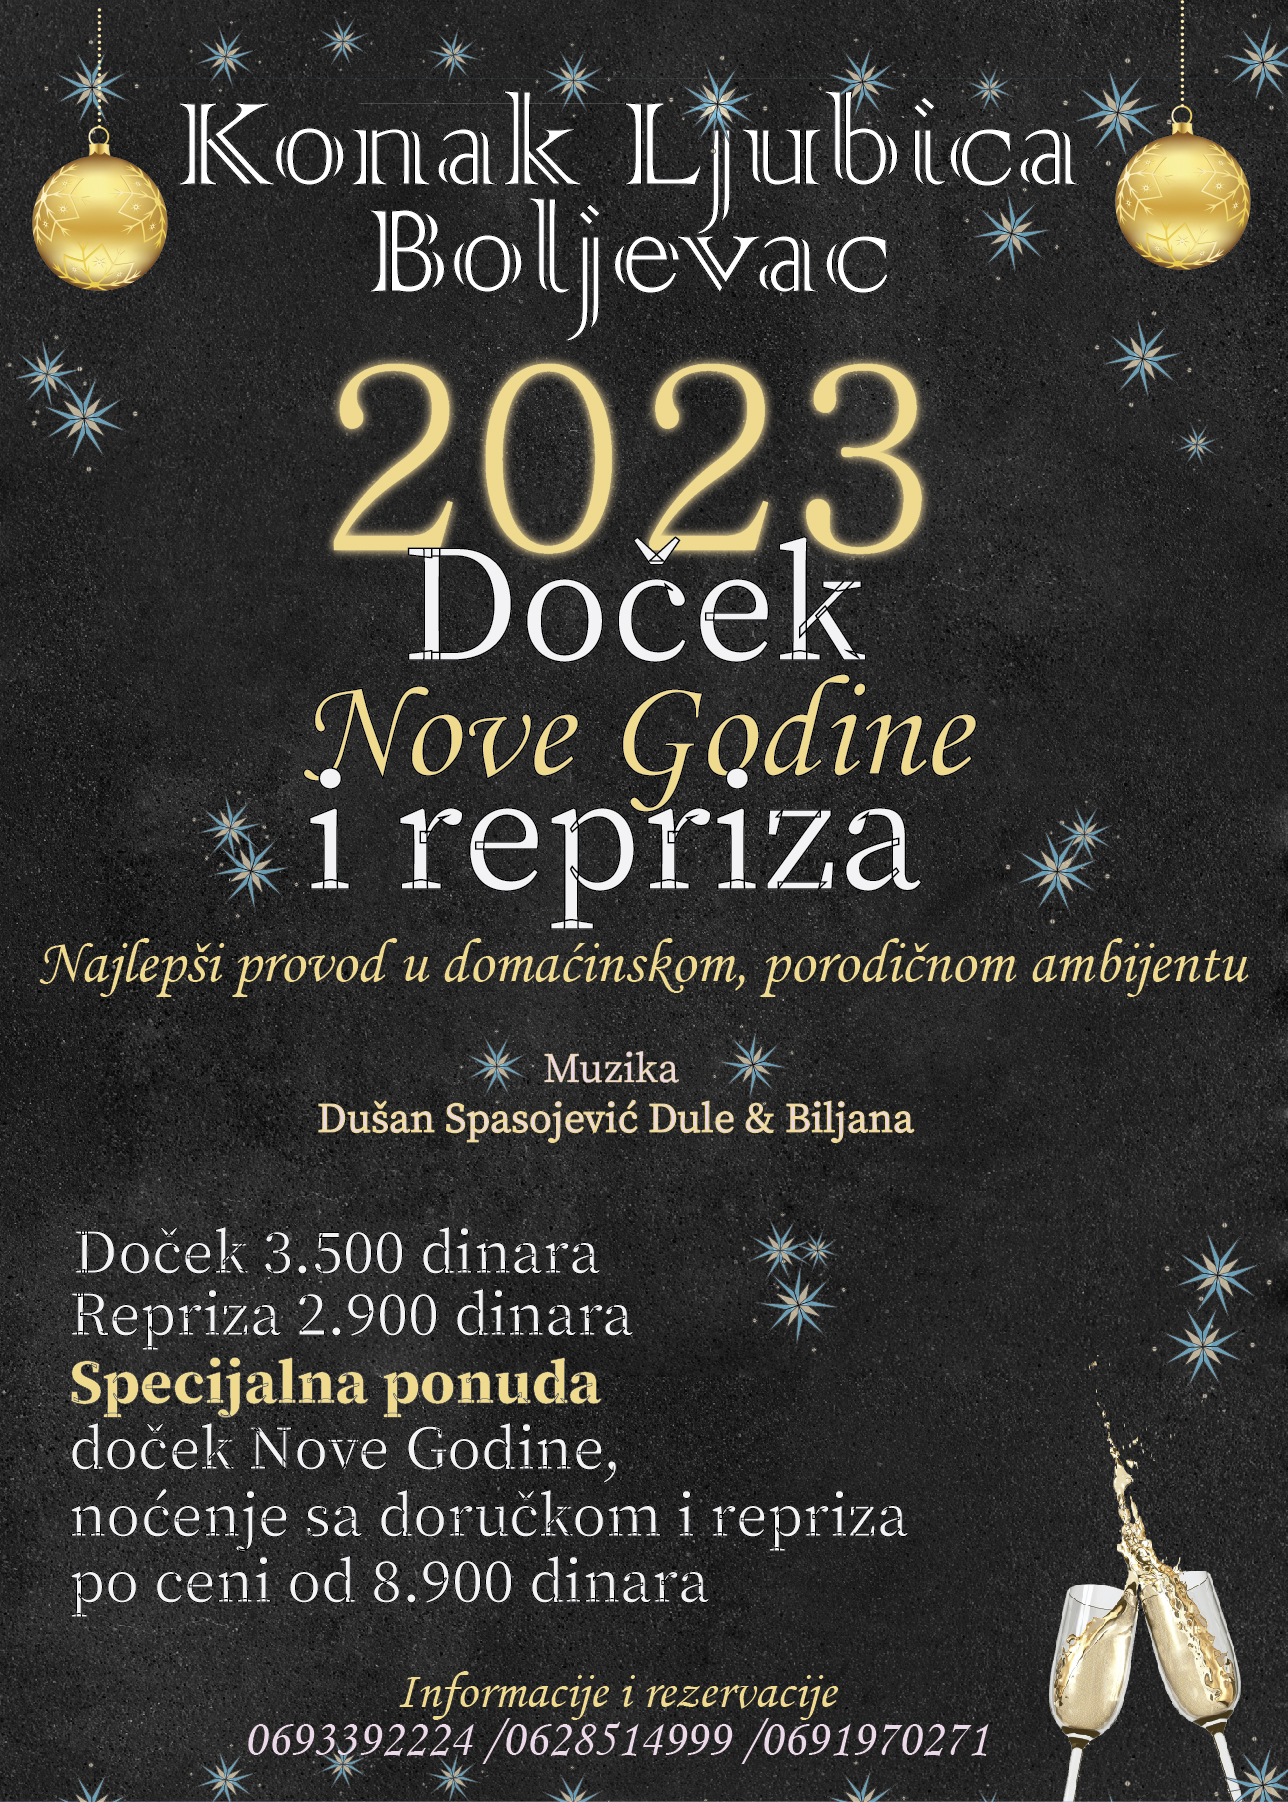 Konak Ljubica
Boljevac
2023
Doček
Nove Godine
i repriza
Najlepši provod u domaćinskom, porodičnom ambijentu
Muzika
Dušan Spasojević Dule & Biljana
Doček 3.500 dinara
Repriza 2.900 dinara
Specijalna ponuda
doček Nove Godine,
noćenje sa doručkom i repriza
po ceni od 8.900 dinara
Informacije i rezervacije
0693392224 /0628514999 /0691970271